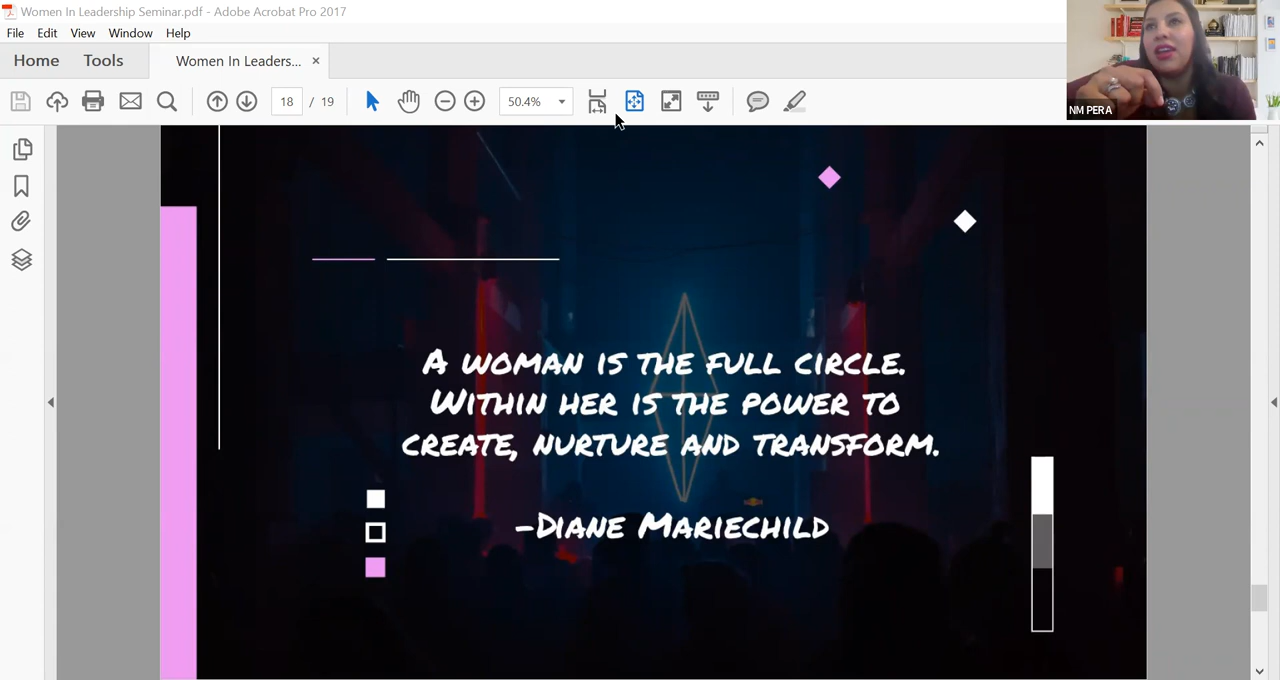 Women In Leadership Seminar.pdf - Adobe Acrobat Pro 2017
File Edit View Window Help
Home Tools Women In Leaders... ×
18 / 19 50.4%
NM PERA
A WOMAN IS THE FULL CIRCLE.
WITHIN HER IS THE POWER TO
CREATE, NURTURE AND TRANSFORM.
-DIANE MARIECHILD